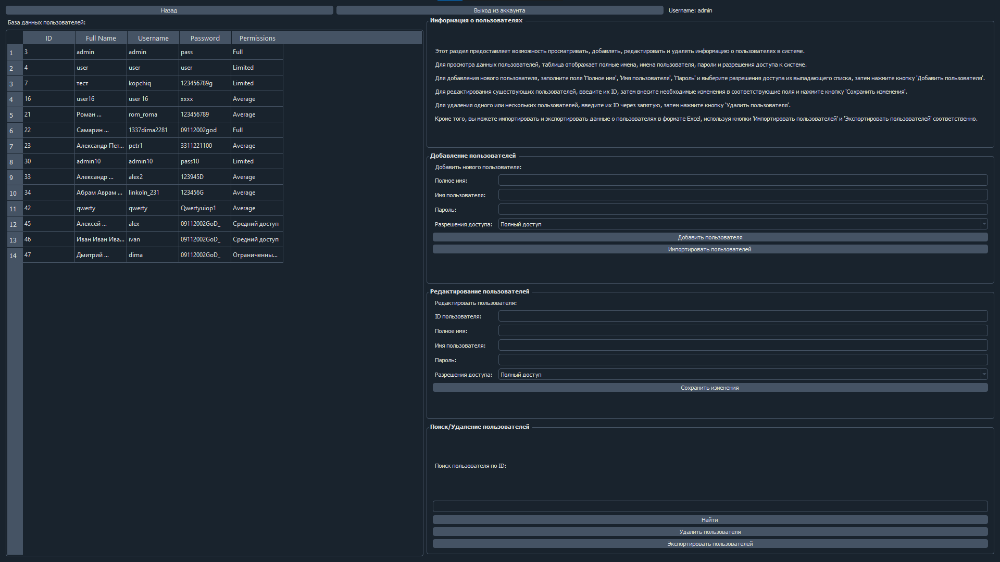 Назад
Выход из аккаунта
Username: admin
База данных пользователей:
ID Full Name Username Password Permissions
1 3 admin admin pass Full
2 4 user user user Limited
3 7 тест kopchiq 123456789g Limited
4 16 user16 user 16 xxxx Average
5 21 Роман ... rom_roma 123456789 Average
6 22 Самарин ... 1337dima2281 09112002god Full
7 23 Александр Пет... petr1 3311221100 Average
8 30 admin10 admin10 pass10 Limited
9 33 Александр ... alex2 123945D Average
10 34 Абрам Аврам ... linkoln_231 123456G Average
11 42 qwerty qwerty Qwertyuiop1 Average
12 45 Алексей ... alex 09112002GoD_ Средний доступ
13 46 Иван Иван Ива... ivan 09112002GoD_ Средний доступ
14 47 Дмитрий ... dima 09112002GoD_ Ограниченны...
Информация о пользователях
Этот раздел предоставляет возможность просматривать, добавлять, редактировать и удалять информацию о пользователях в системе.
Для просмотра данных пользователей, таблица отображает полные имена, имена пользователя, пароли и разрешения доступа к системе.
Для добавления нового пользователя, заполните поля 'Полное имя', 'Имя пользователя', 'Пароль' и выберите разрешения доступа из выпадающего списка, затем нажмите кнопку 'Добавить пользователя'.
Для редактирования существующих пользователей, введите их ID, затем внесите необходимые изменения в соответствующие поля и нажмите кнопку 'Сохранить изменения'.
Для удаления одного или нескольких пользователей, введите их ID через запятую, затем нажмите кнопку 'Удалить пользователя'.
Кроме того, вы можете импортировать и экспортировать данные о пользователях в формате Excel, используя кнопки 'Импортировать пользователей' и 'Экспортировать пользователей' соответственно.
Добавление пользователей
Добавить нового пользователя:
Полное имя:
Имя пользователя:
Пароль:
Разрешения доступа: Полный доступ
Добавить пользователя
Импортировать пользователей
Редактирование пользователей
Редактировать пользователя:
ID пользователя:
Полное имя:
Имя пользователя:
Пароль:
Разрешения доступа: Полный доступ
Сохранить изменения
Поиск/Удаление пользователей
Поиск пользователя по ID:
Найти
Удалить пользователя
Экспортировать пользователей